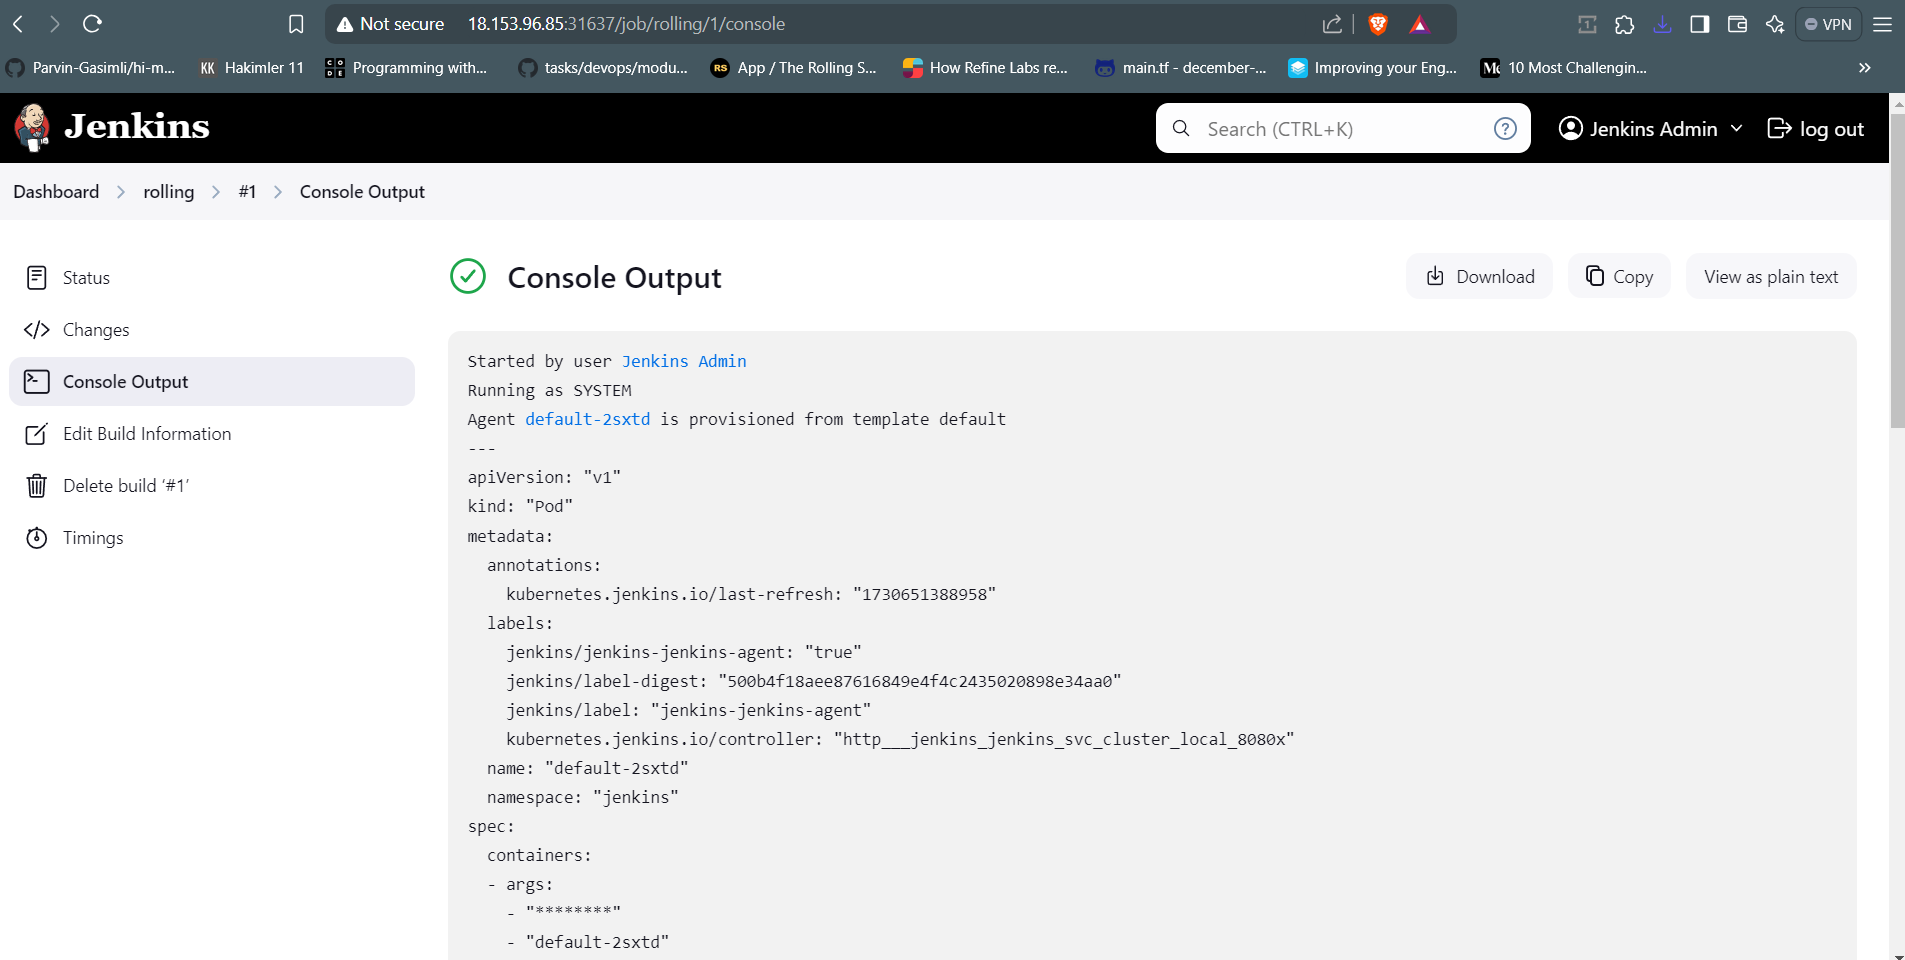 Not secure 18.153.96.85:31637/job/rolling/1/console VPN
Parvin-Gasimli/hi-m... KK Hakimler 11 CODE Programming with... tasks/devops/modu... RS App / The Rolling S... How Refine Labs re... main.tf - december-... Improving your Eng... 10 Most Challengin... »
Jenkins Search (CTRL+K) ? Jenkins Admin log out
Dashboard rolling #1 Console Output
Status
Changes
Console Output
Edit Build Information
Delete build ‘#1’
Timings
Console Output Download Copy View as plain text
Started by user Jenkins Admin
Running as SYSTEM
Agent default-2sxtd is provisioned from template default
---
apiVersion: "v1"
kind: "Pod"
metadata:
  annotations:
    kubernetes.jenkins.io/last-refresh: "1730651388958"
  labels:
    jenkins/jenkins-jenkins-agent: "true"
    jenkins/label-digest: "500b4f18aee87616849e4f4c2435020898e34aa0"
    jenkins/label: "jenkins-jenkins-agent"
    kubernetes.jenkins.io/controller: "http___jenkins_jenkins_svc_cluster_local_8080x"
  name: "default-2sxtd"
  namespace: "jenkins"
spec:
  containers:
  - args:
    - "********"
    - "default-2sxtd"